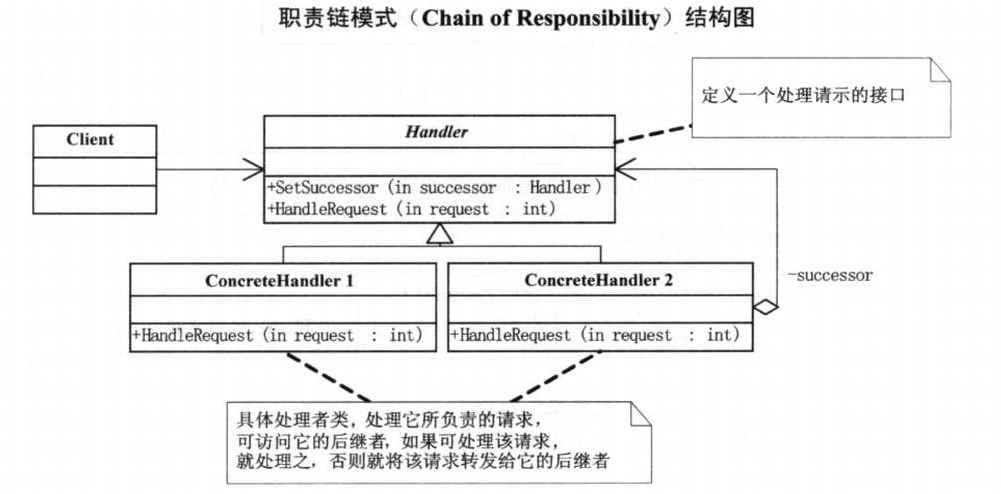 职责链模式（Chain of Responsibility）结构图
定义一个处理请示的接口
Client
Handler
+SetSuccessor (in successor : Handler)
+HandleRequest (in request : int)
-successor
ConcreteHandler 1
+HandleRequest (in request : int)
ConcreteHandler 2
+HandleRequest (in request : int)
具体处理者类，处理它所负责的请求，
可访问它的后继者，如果可处理该请求，
就处理之，否则就将该请求转发给它的后继者